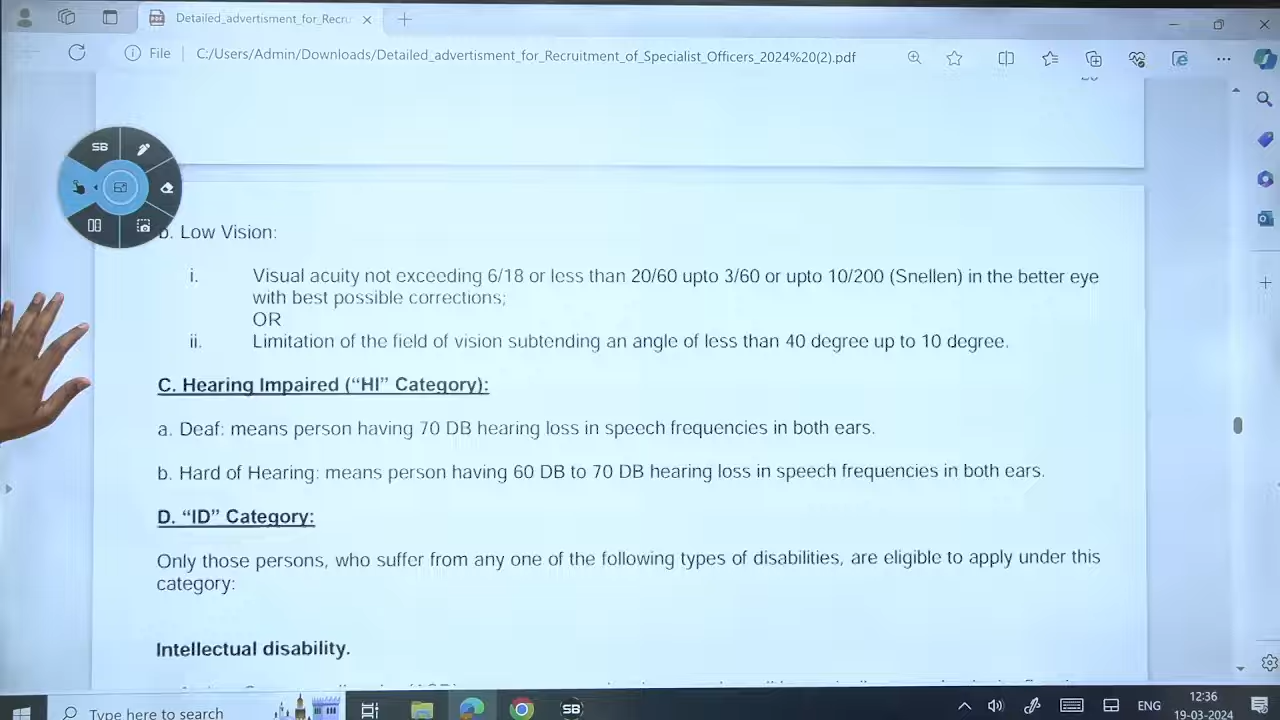 Detailed_advertisment_for_Recru
File
C:/Users/Admin/Downloads/Detailed_advertisment_for_Recruitment_of_Specialist_Officers_2024%20(2).pdf
SB
b. Low Vision:
i. Visual acuity not exceeding 6/18 or less than 20/60 upto 3/60 or upto 10/200 (Snellen) in the better eye
with best possible corrections;
OR
ii. Limitation of the field of vision subtending an angle of less than 40 degree up to 10 degree.
C. Hearing Impaired (“HI” Category):
a. Deaf: means person having 70 DB hearing loss in speech frequencies in both ears.
b. Hard of Hearing: means person having 60 DB to 70 DB hearing loss in speech frequencies in both ears.
D. “ID” Category:
Only those persons, who suffer from any one of the following types of disabilities, are eligible to apply under this
category:
Intellectual disability.
Type here to search
SB
ENG
12:36
19-03-2024